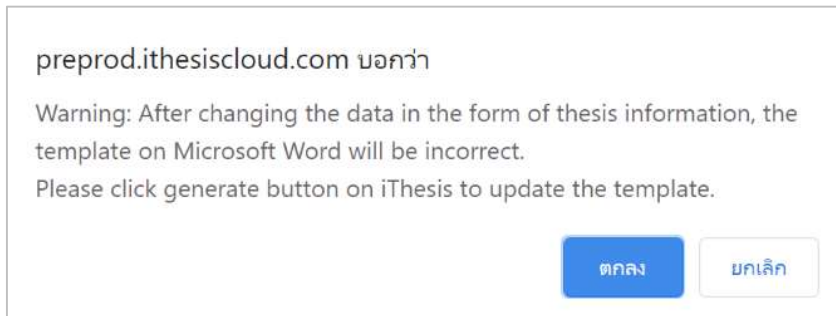 preprod.ithesiscloud.com บอกว่า
Warning: After changing the data in the form of thesis information, the
template on Microsoft Word will be incorrect.
Please click generate button on iThesis to update the template.
ตกลง ยกเลิก